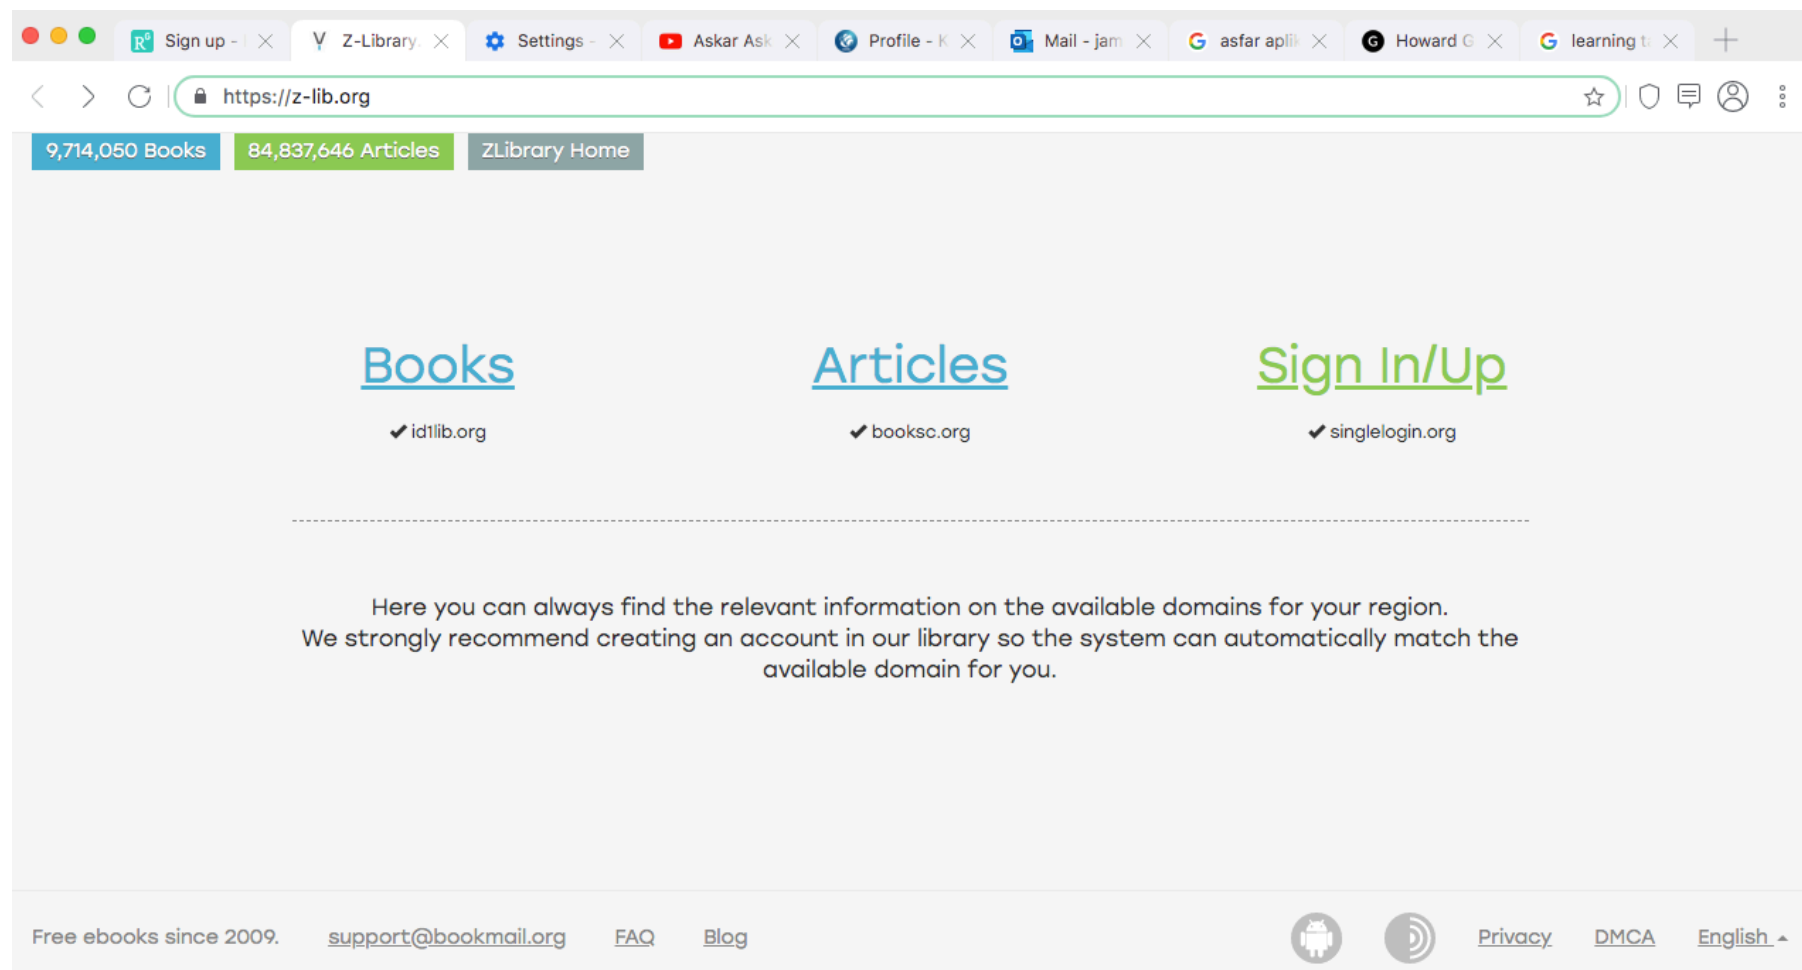 Sign up -
Z-Library.
Settings -
Askar Ask
Profile - K
Mail - jam
asfar aplik
Howard G
learning ta
https://z-lib.org
9,714,050 Books
84,837,646 Articles
ZLibrary Home
Books
Articles
Sign In/Up
id1lib.org
booksc.org
singlelogin.org
Here you can always find the relevant information on the available domains for your region.
We strongly recommend creating an account in our library so the system can automatically match the
available domain for you.
Free ebooks since 2009.
support@bookmail.org
FAQ
Blog
Privacy
DMCA
English